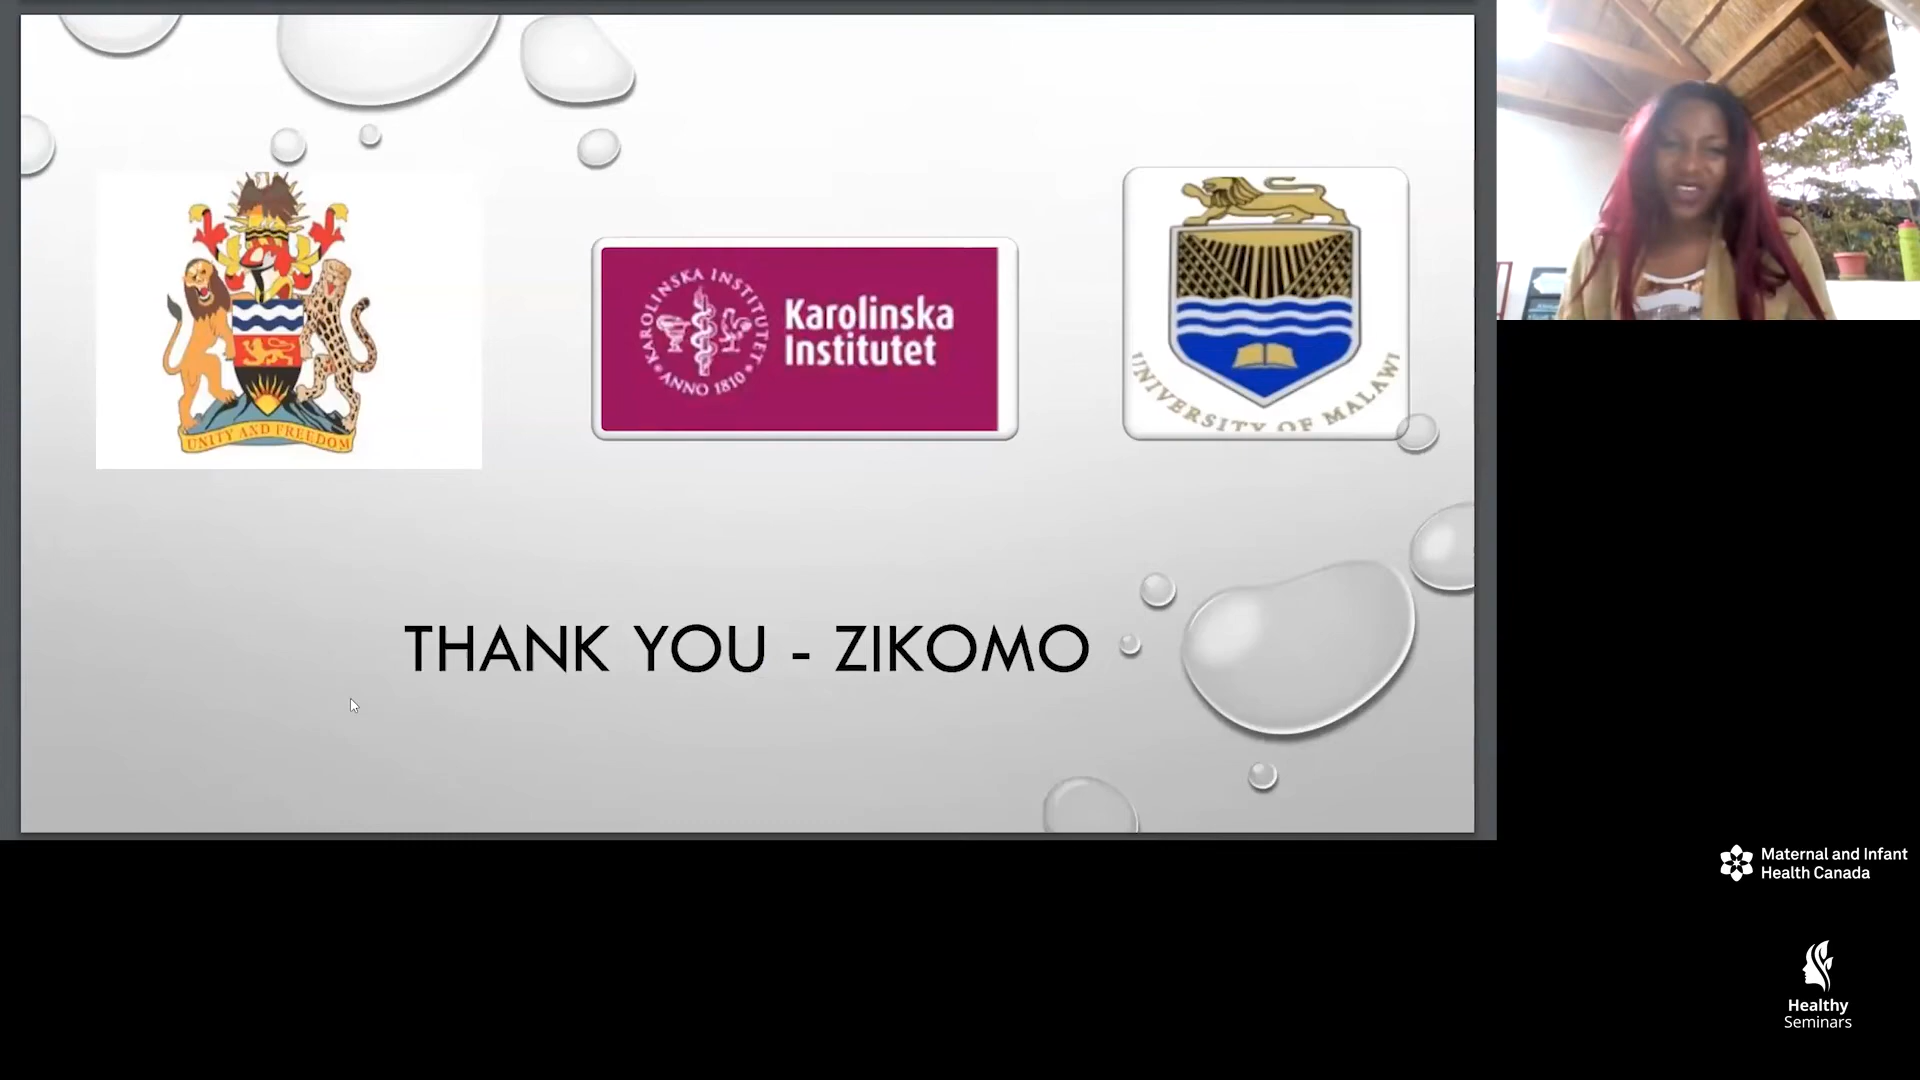 UNITY AND FREEDOM
KAROLINSKA INSTITUTET
ANNO 1810
Karolinska
Institutet
UNIVERSITY OF MALAWI
THANK YOU - ZIKOMO
Maternal and Infant
Health Canada
Healthy
Seminars